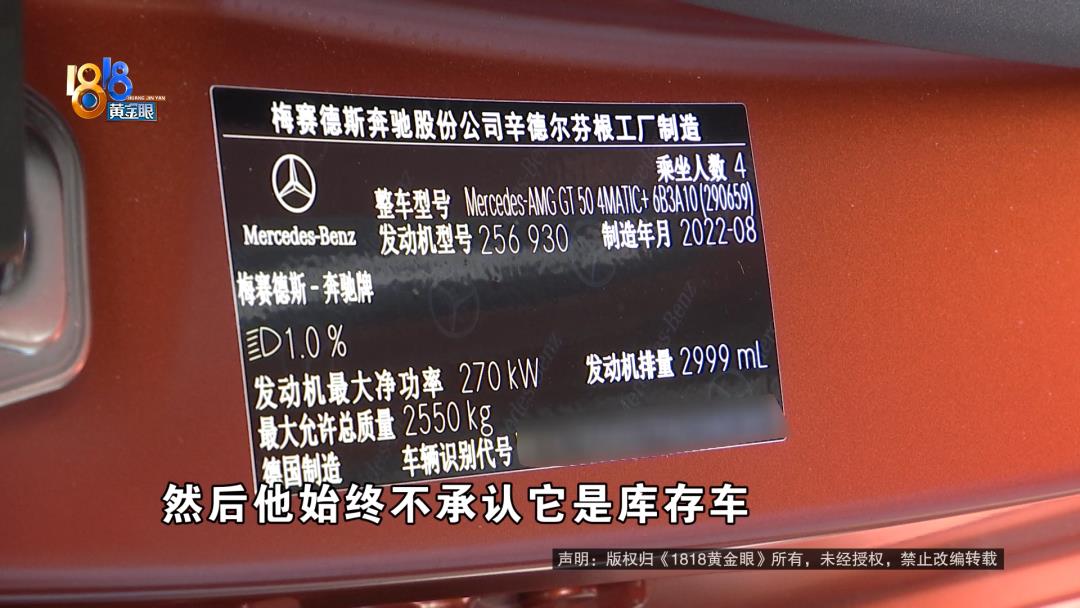 1818
HUANG JIN YAN
黄金眼
梅赛德斯奔驰股份公司辛德尔芬根工厂制造
乘坐人数 4
整车型号 Mercedes-AMG GT 50 4MATIC+ 6B3A10 (290659)
Mercedes-Benz 发动机型号 256 930 制造年月 2022-08
梅赛德斯-奔驰牌
1.0 %
发动机最大净功率 270 kW 发动机排量 2999 mL
最大允许总质量 2550 kg
德国制造 车辆识别代号
然后他始终不承认它是库存车
声明：版权归《1818黄金眼》所有，未经授权，禁止改编转载